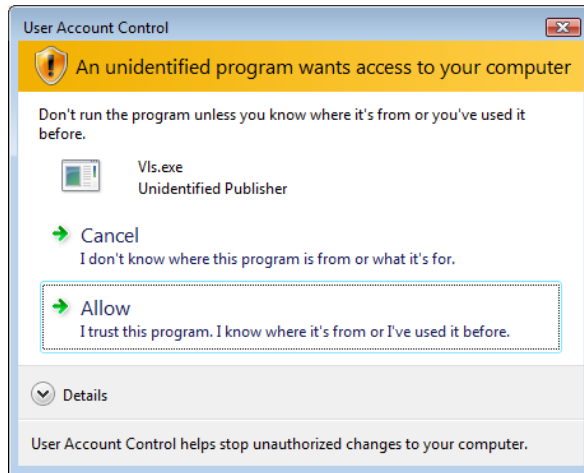 User Account Control
An unidentified program wants access to your computer
Don't run the program unless you know where it's from or you've used it
before.
Vls.exe
Unidentified Publisher
Cancel
I don't know where this program is from or what it's for.
Allow
I trust this program. I know where it's from or I've used it before.
Details
User Account Control helps stop unauthorized changes to your computer.